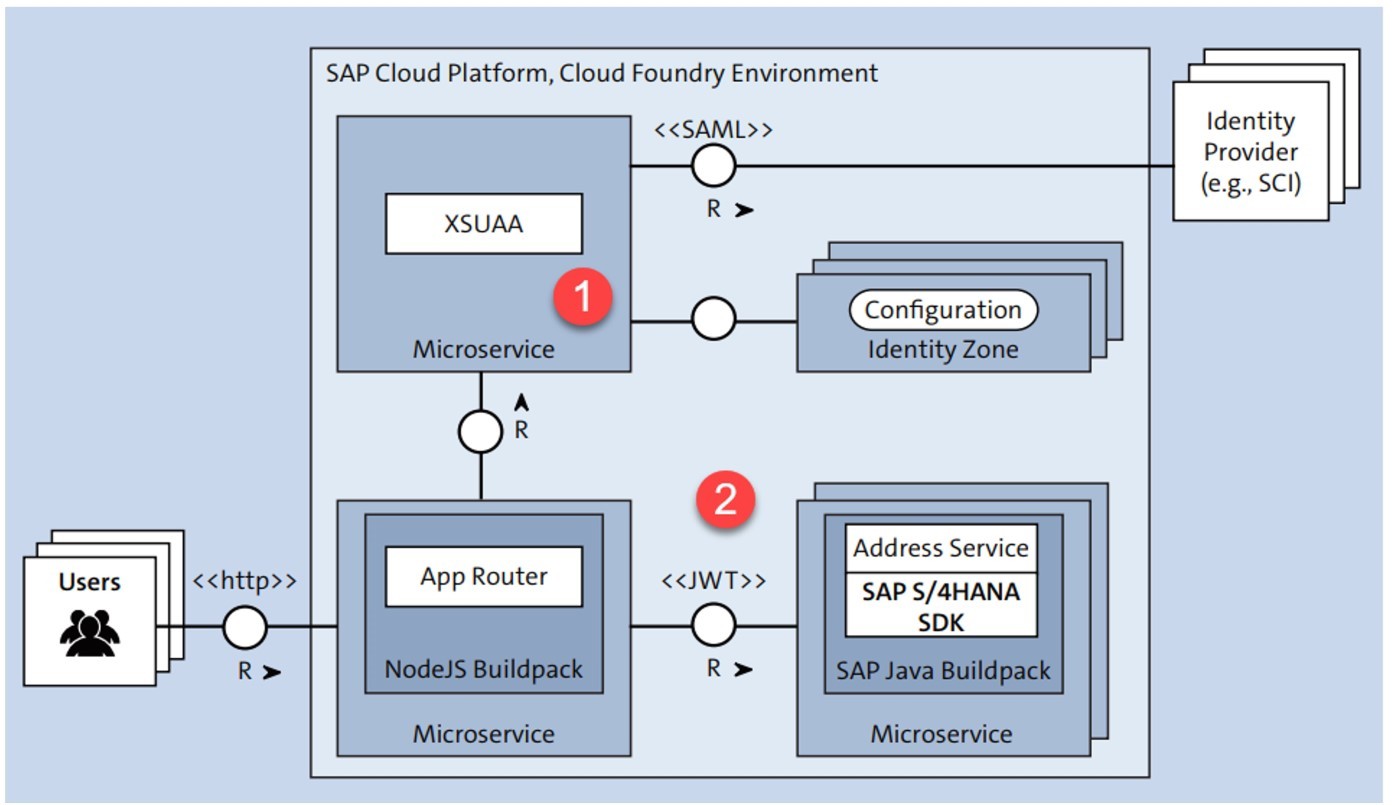 SAP Cloud Platform, Cloud Foundry Environment
<<SAML>>
Identity
Provider
(e.g., SCI)
R
XSUAA
1
Microservice
Configuration
Identity Zone
R
2
Users
<<http>>
R
App Router
NodeJS Buildpack
Microservice
<<JWT>>
R
Address Service
SAP S/4HANA
SDK
SAP Java Buildpack
Microservice